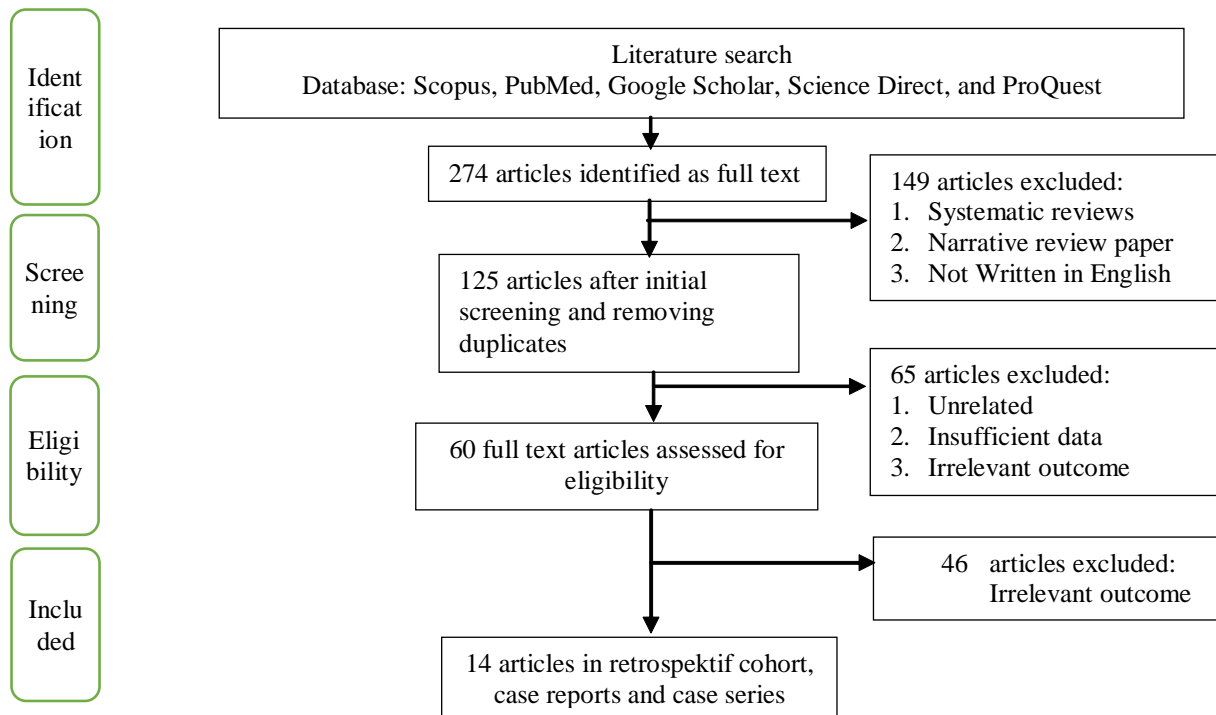 Ident
ificat
ion
Literature search
Database: Scopus, PubMed, Google Scholar, Science Direct, and ProQuest
274 articles identified as full text
149 articles excluded:
1. Systematic reviews
2. Narrative review paper
3. Not Written in English
Scree
ning
125 articles after initial
screening and removing
duplicates
65 articles excluded:
1. Unrelated
2. Insufficient data
3. Irrelevant outcome
Eligi
bility
60 full text articles assessed for
eligibility
46 articles excluded:
Irrelevant outcome
Inclu
ded
14 articles in retrospektif cohort,
case reports and case series